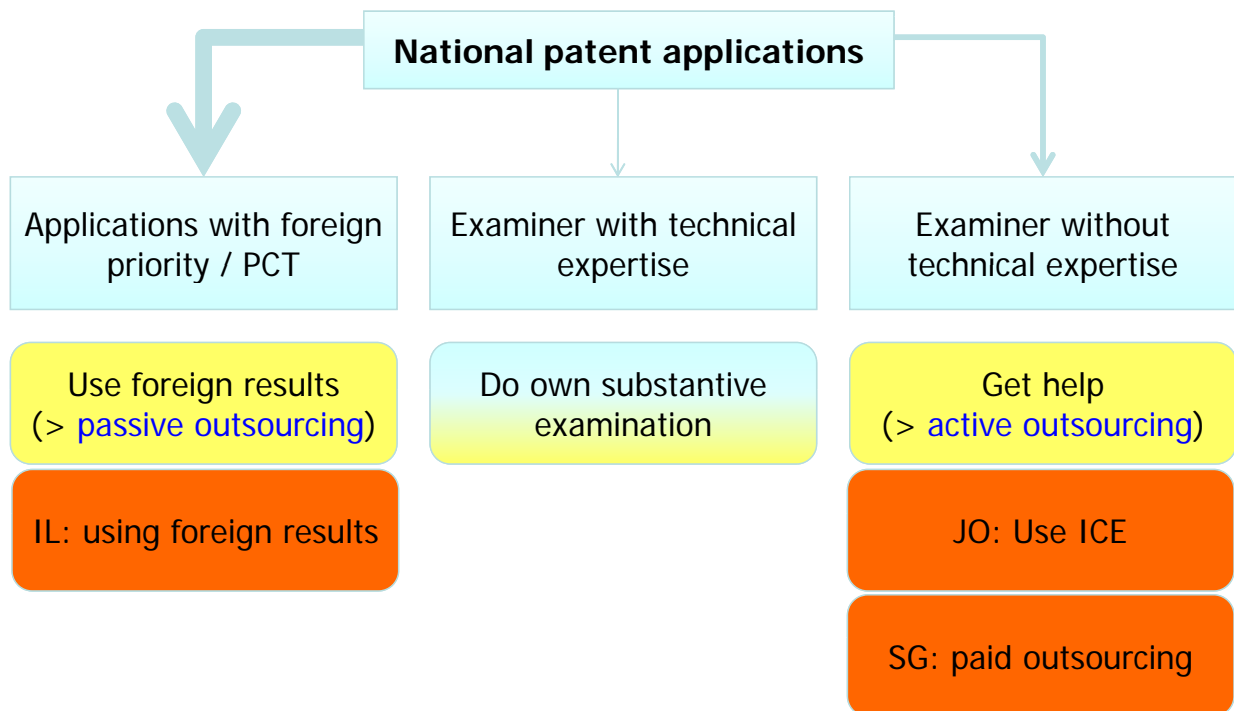 National patent applications
Applications with foreign
priority / PCT
Examiner with technical
expertise
Examiner without
technical expertise
Use foreign results
(> passive outsourcing)
Do own substantive
examination
Get help
(> active outsourcing)
IL: using foreign results
JO: Use ICE
SG: paid outsourcing